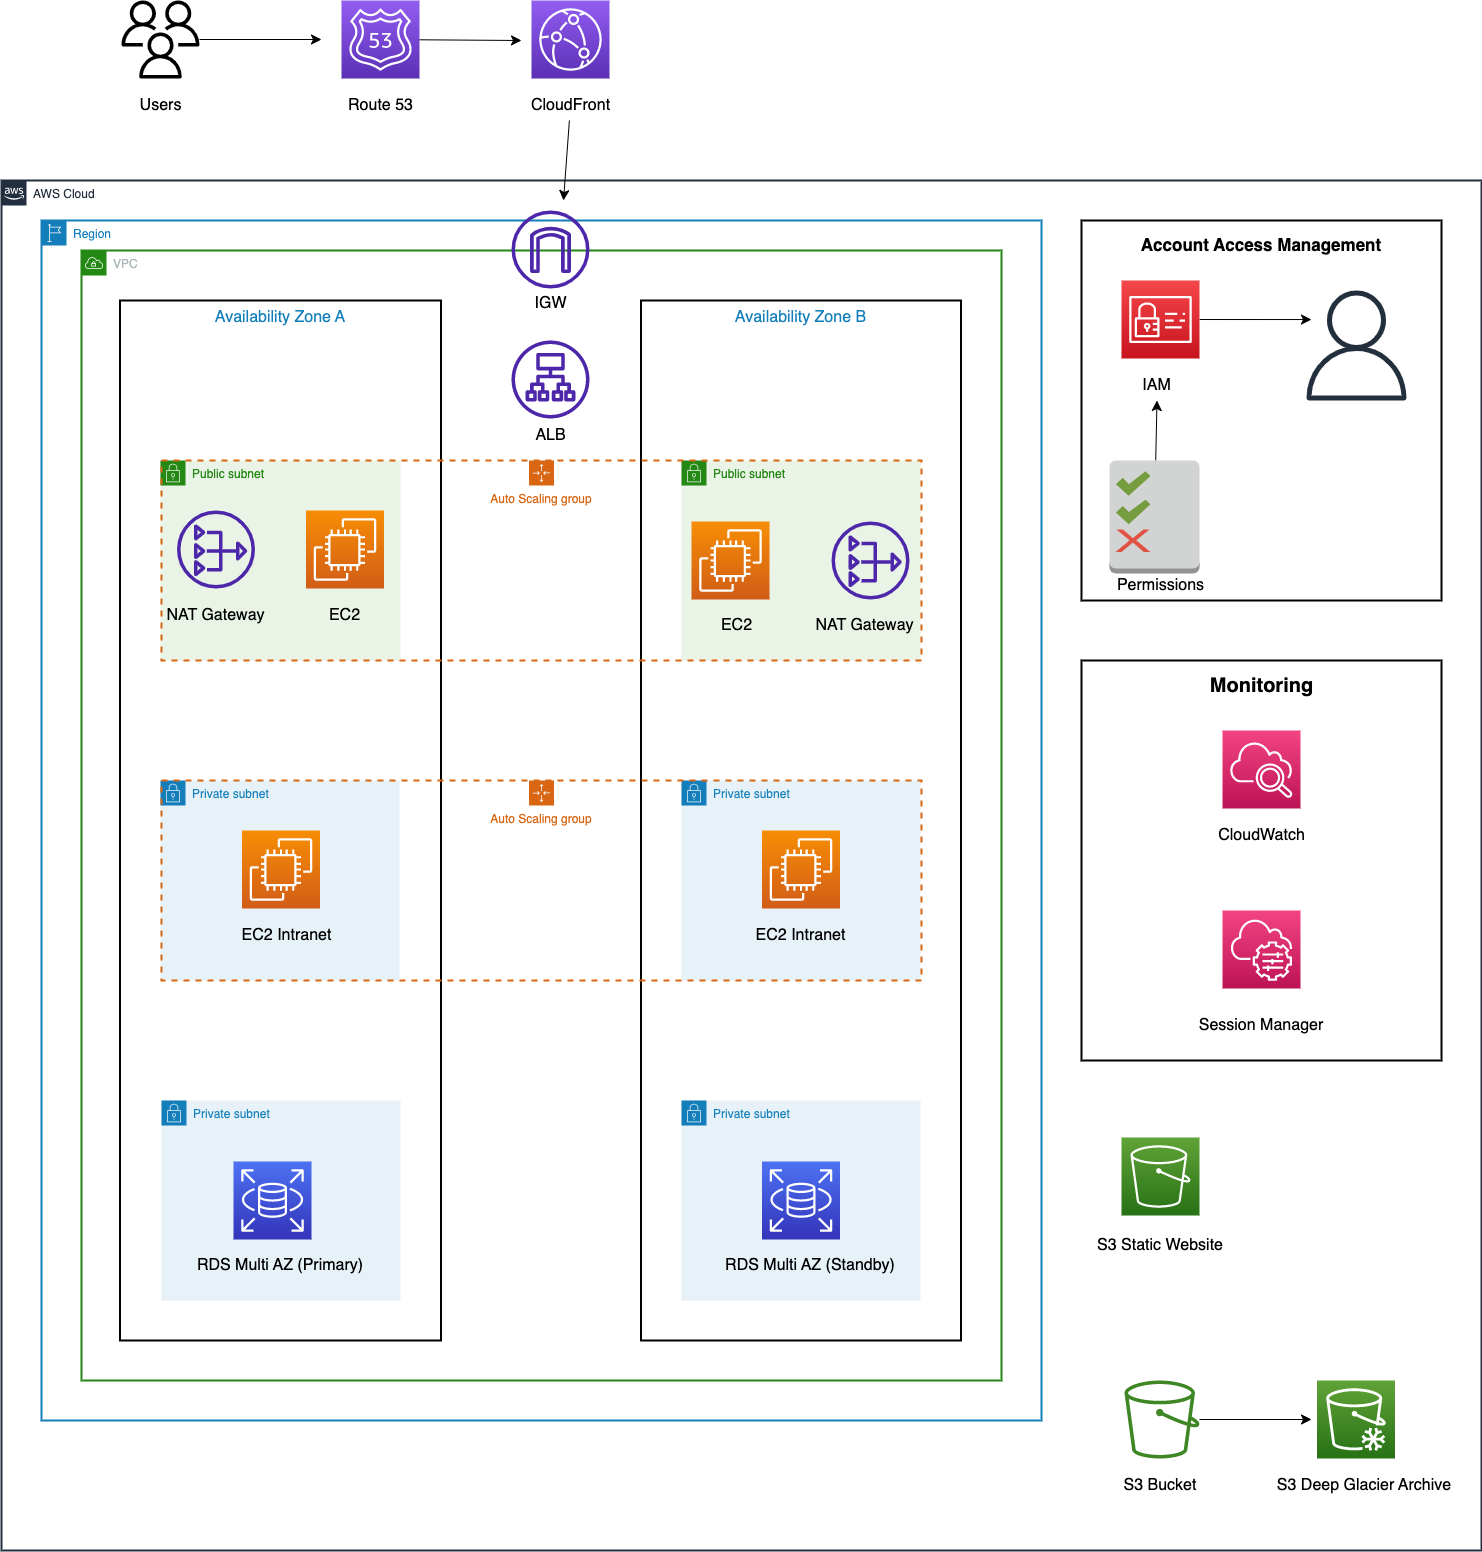 53
Users
Route 53
CloudFront
aws
AWS Cloud
Region
VPC
IGW
Availability Zone A
Availability Zone B
ALB
Public subnet
Auto Scaling group
Public subnet
NAT Gateway
EC2
EC2
NAT Gateway
Private subnet
Auto Scaling group
Private subnet
EC2 Intranet
EC2 Intranet
Private subnet
Private subnet
RDS Multi AZ (Primary)
RDS Multi AZ (Standby)
Account Access Management
IAM
Permissions
Monitoring
CloudWatch
Session Manager
S3 Static Website
S3 Bucket
S3 Deep Glacier Archive